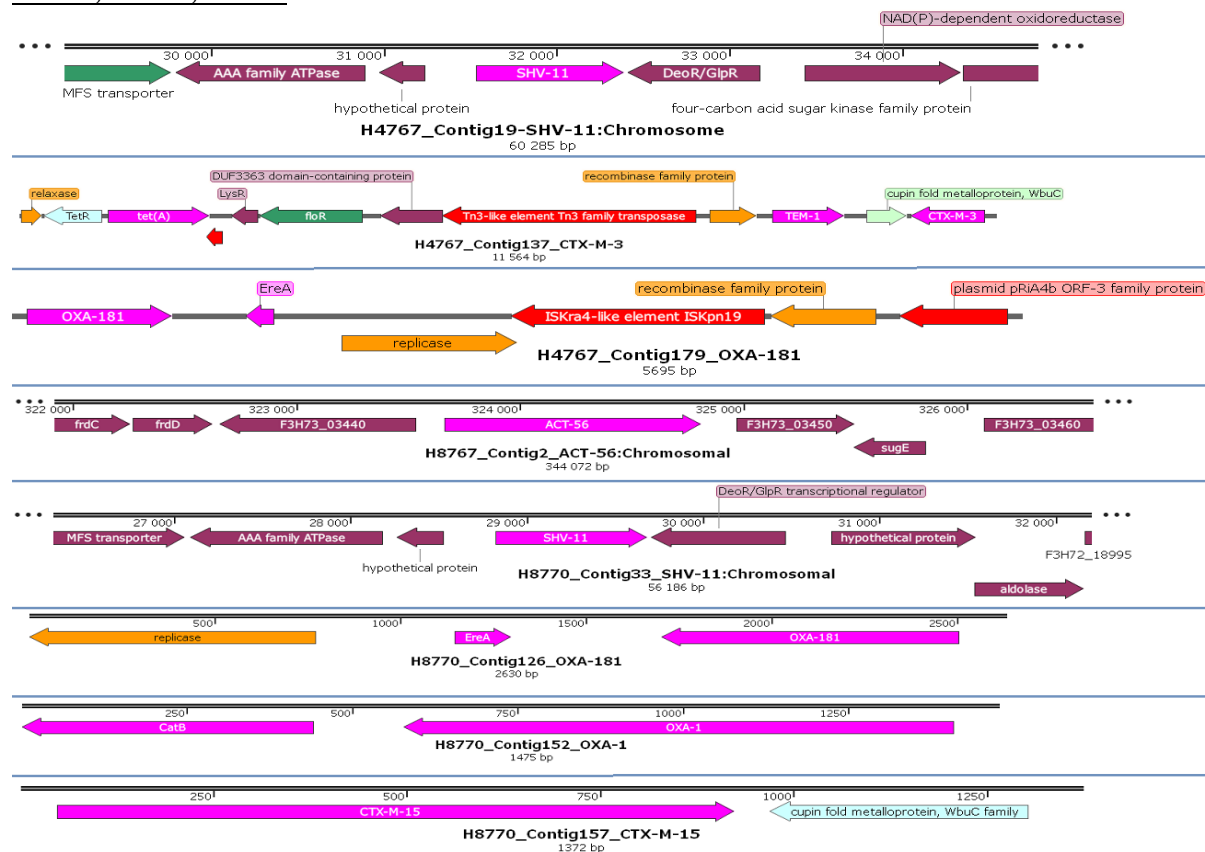 NAD(P)-dependent oxidoreductase
30 000 31 000 32 000 33 000 34 000
AAA family ATPase SHV-11 DeoR/GlpR
MFS transporter
hypothetical protein four-carbon acid sugar kinase family protein
H4767_Contig19-SHV-11:Chromosome
60 285 bp
DUF3363 domain-containing protein recombinase family protein
relaxase LysR cupin fold metalloprotein, WbuC
TetR tet(A) floR Tn3-like element Tn3 family transposase TEM-1 CTX-M-3
H4767_Contig137_CTX-M-3
11 564 bp
EreA recombinase family protein plasmid pRiA4b ORF-3 family protein
OXA-181 ISKra4-like element ISKpn19
replicase
H4767_Contig179_OXA-181
5695 bp
322 000 323 000 324 000 325 000 326 000
frdC frdD F3H73_03440 ACT-56 F3H73_03450 F3H73_03460
sugE
H8767_Contig2_ACT-56:Chromosomal
344 072 bp
DeoR/GlpR transcriptional regulator
27 000 28 000 29 000 30 000 31 000 32 000
MFS transporter AAA family ATPase SHV-11 hypothetical protein
F3H72_18995
hypothetical protein
H8770_Contig33_SHV-11:Chromosomal
56 186 bp
aldolase
500 1000 1500 2000 2500
replicase EreA OXA-181
H8770_Contig126_OXA-181
2630 bp
250 500 750 1000 1250
CatB OXA-1
H8770_Contig152_OXA-1
1475 bp
250 500 750 1000 1250
CTX-M-15 cupin fold metalloprotein, WbuC family
H8770_Contig157_CTX-M-15
1372 bp